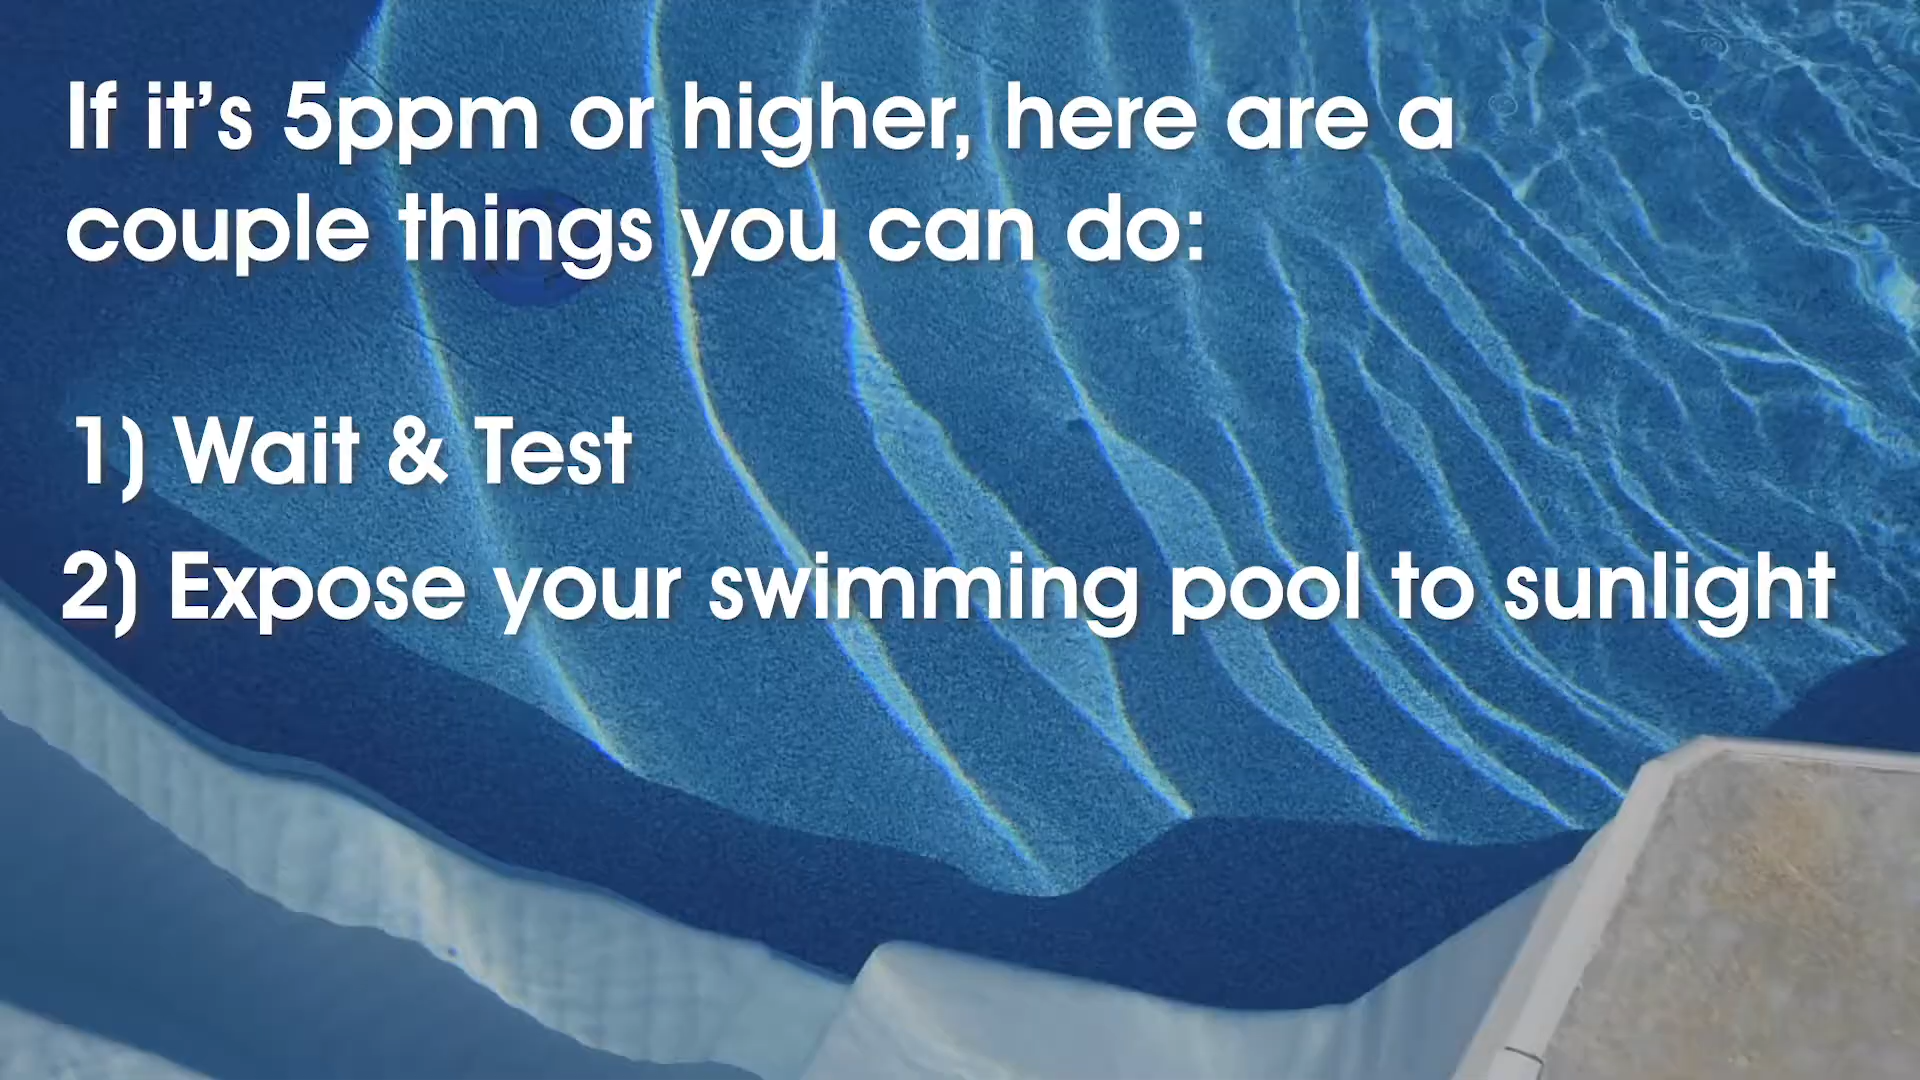 If it’s 5ppm or higher, here are a
couple things you can do:
1) Wait & Test
2) Expose your swimming pool to sunlight